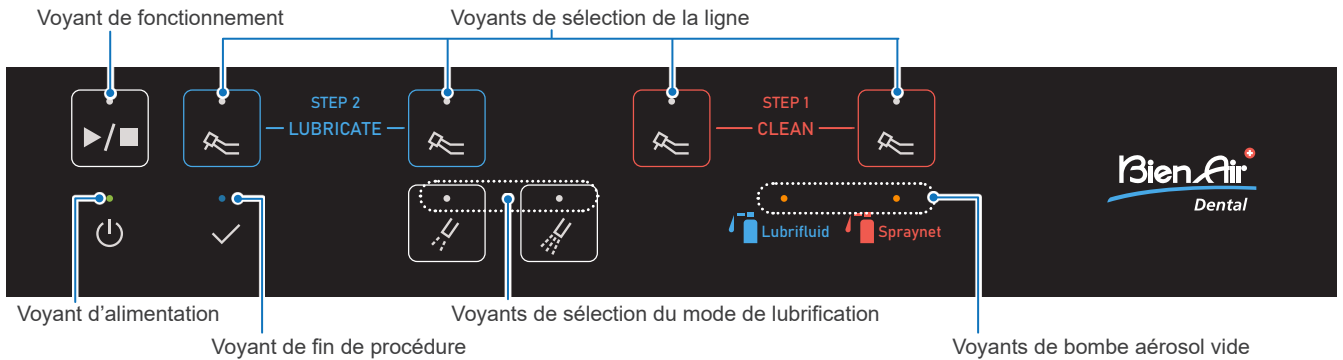 Voyant de fonctionnement
Voyants de sélection de la ligne
STEP 2
LUBRICATE
STEP 1
CLEAN
Bien Air
Dental
Lubrifluid
Spraynet
Voyant d’alimentation
Voyants de sélection du mode de lubrification
Voyant de fin de procédure
Voyants de bombe aérosol vide